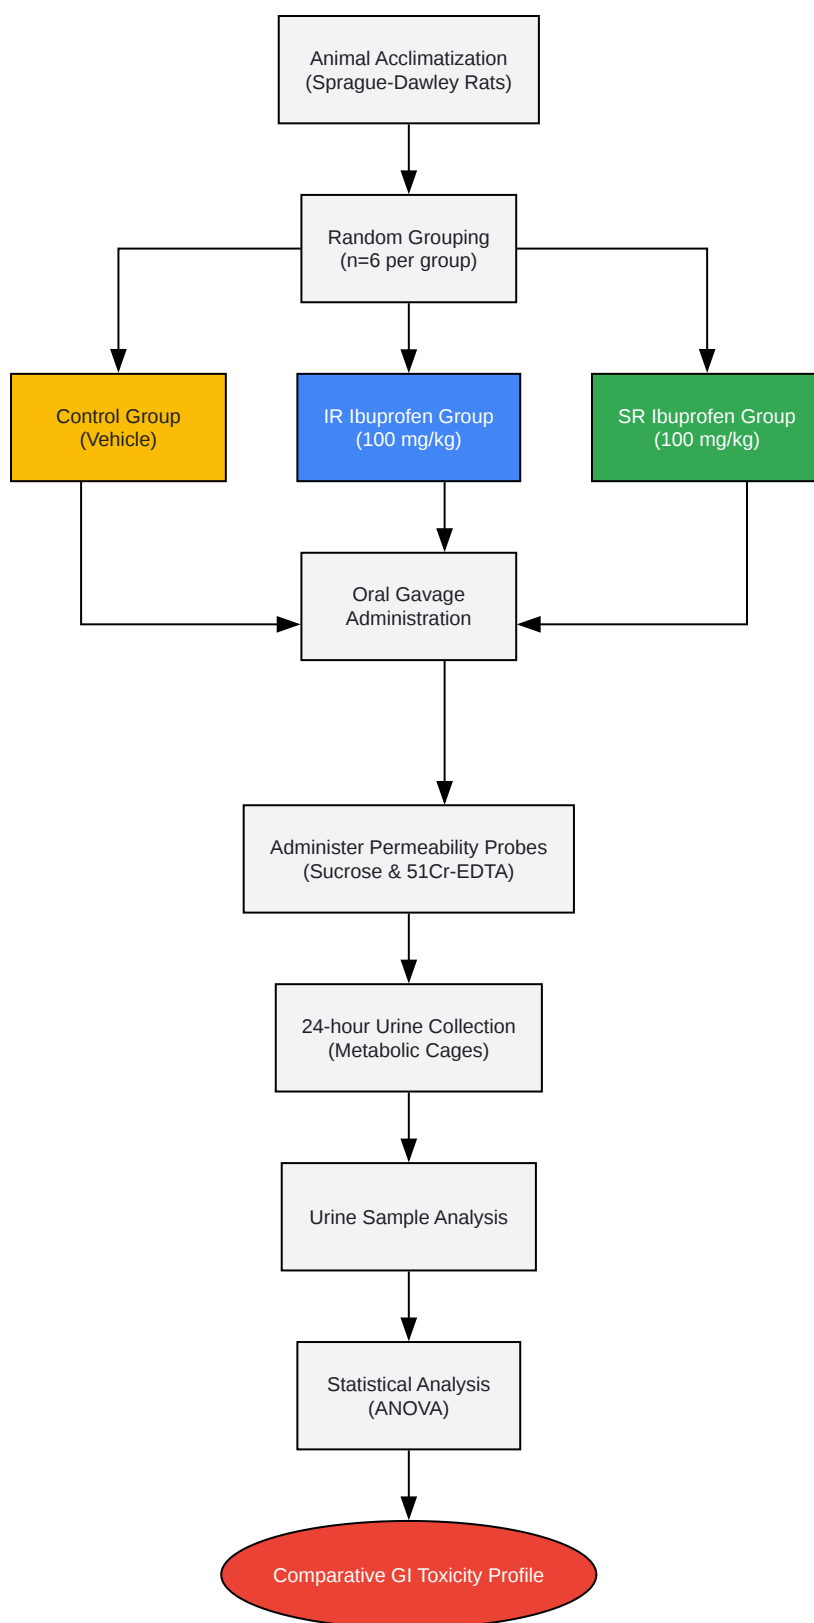 Animal Acclimatization
(Sprague-Dawley Rats)
Random Grouping
(n=6 per group)
Control Group
(Vehicle)
IR Ibuprofen Group
(100 mg/kg)
SR Ibuprofen Group
(100 mg/kg)
Oral Gavage
Administration
Administer Permeability Probes
(Sucrose & 51Cr-EDTA)
24-hour Urine Collection
(Metabolic Cages)
Urine Sample Analysis
Statistical Analysis
(ANOVA)
Comparative GI Toxicity Profile